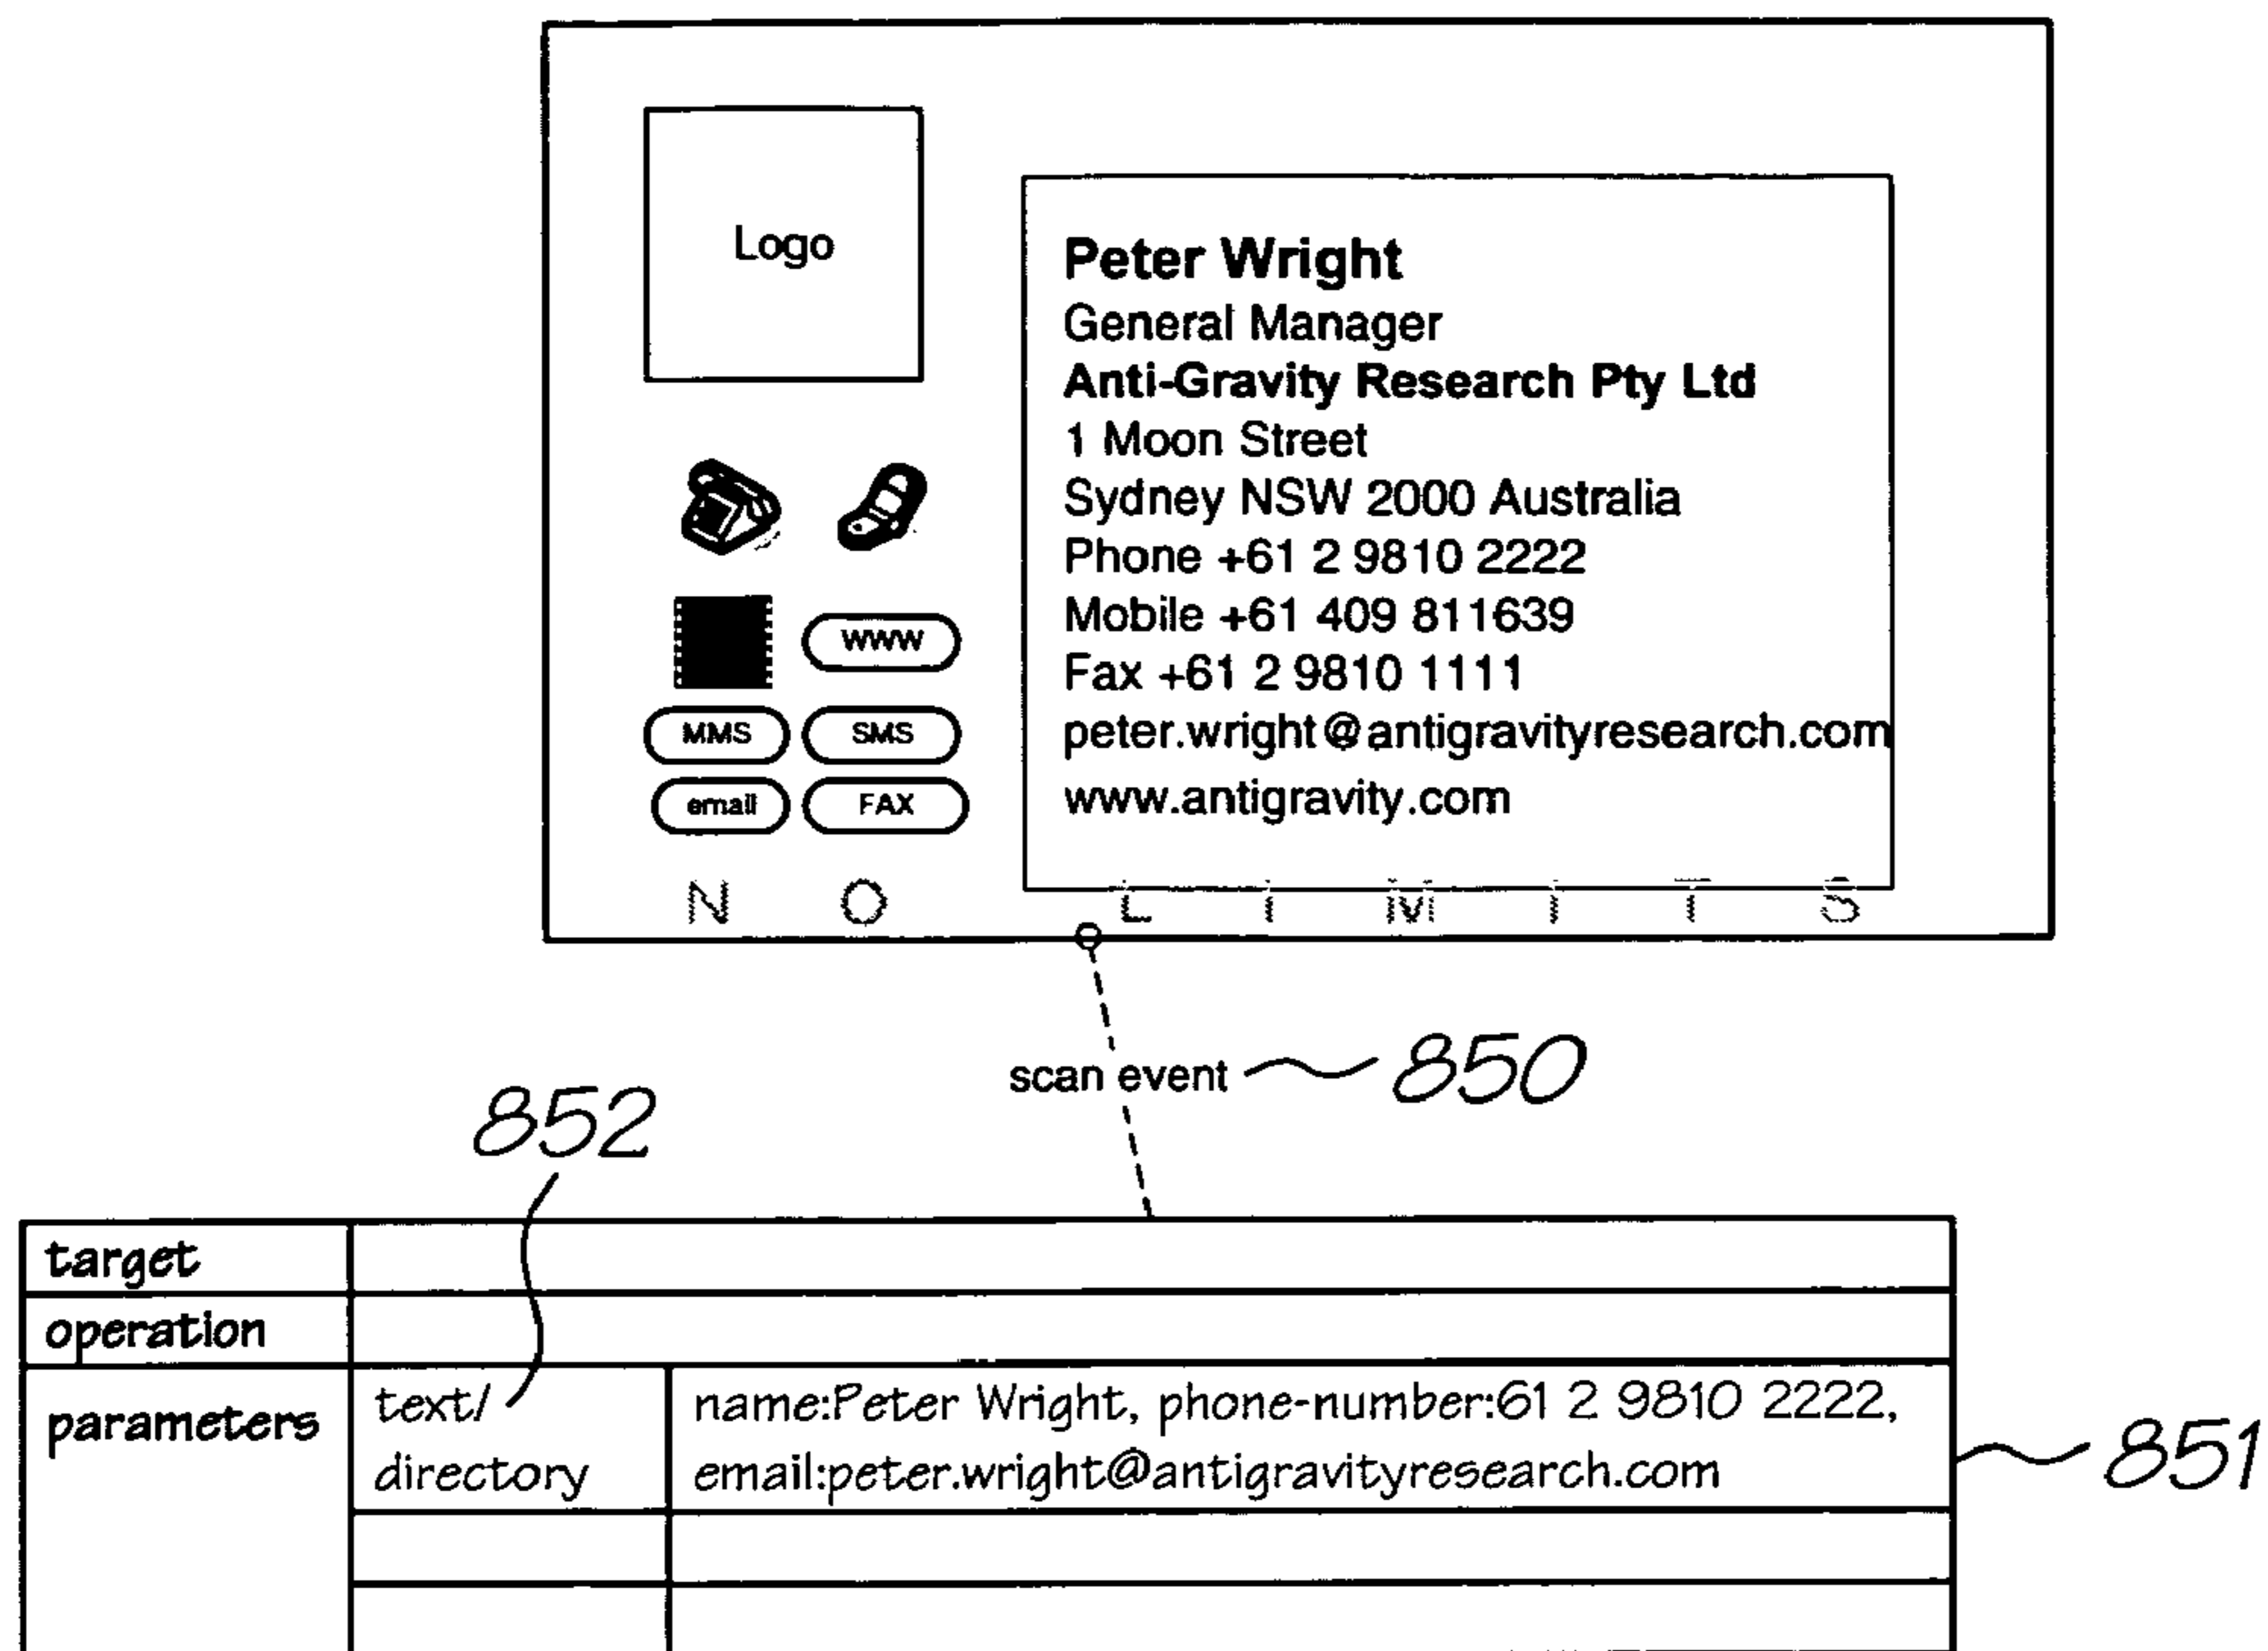 Logo
Peter Wright
General Manager
Anti-Gravity Research Pty Ltd
1 Moon Street
Sydney NSW 2000 Australia
Phone +61 2 9810 2222
Mobile +61 409 811639
Fax +61 2 9810 1111
peter.wright@antigravityresearch.com
www.antigravity.com
WWW
MMS SMS
email FAX
N O L I M I T S
scan event 850
852
target
operation
parameters
text/
directory
name:Peter Wright, phone-number:61 2 9810 2222,
email:peter.wright@antigravityresearch.com
851